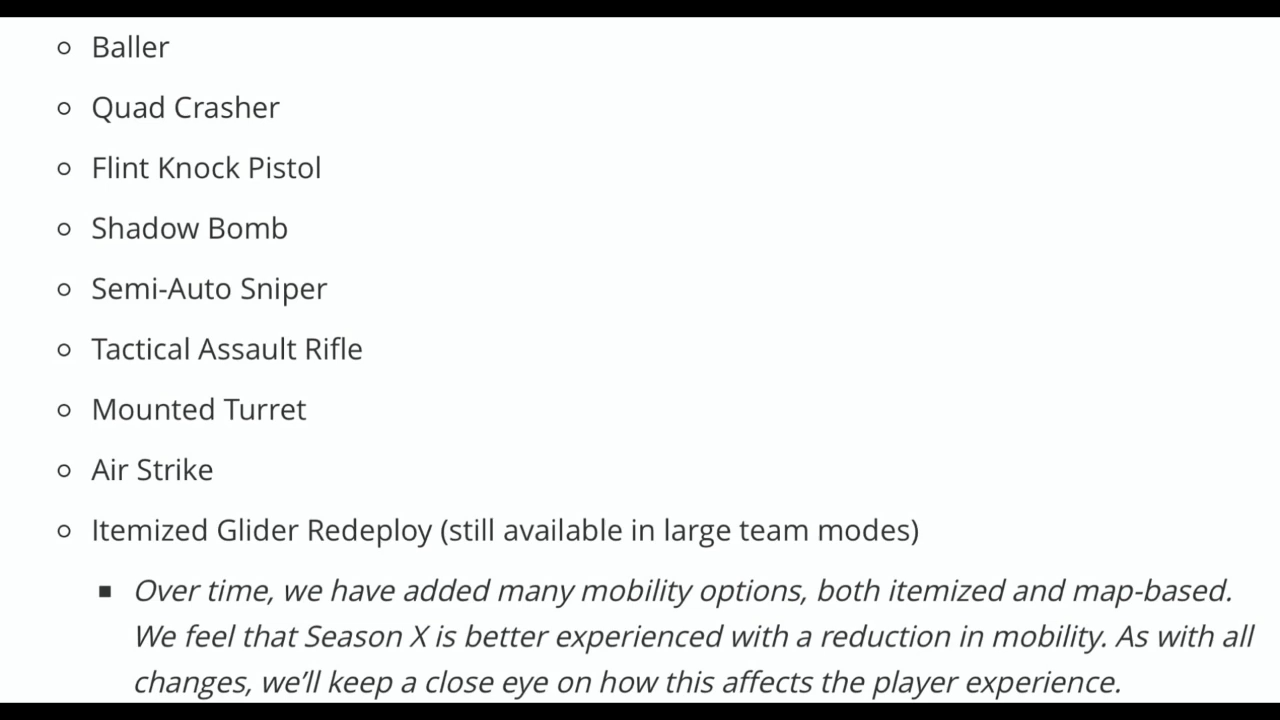 Baller
Quad Crasher
Flint Knock Pistol
Shadow Bomb
Semi-Auto Sniper
Tactical Assault Rifle
Mounted Turret
Air Strike
Itemized Glider Redeploy (still available in large team modes)
Over time, we have added many mobility options, both itemized and map-based.
We feel that Season X is better experienced with a reduction in mobility. As with all
changes, we’ll keep a close eye on how this affects the player experience.